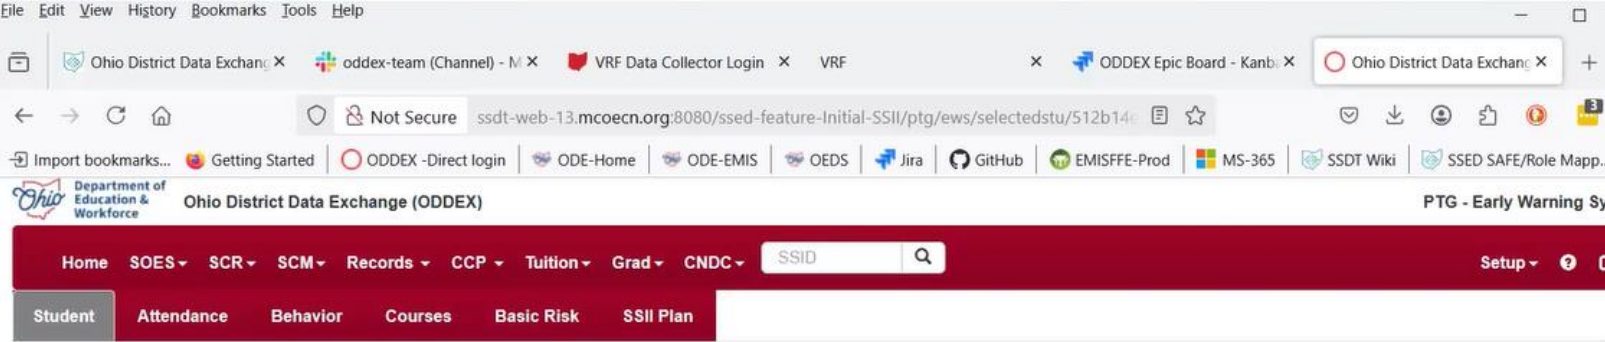 File Edit View History Bookmarks Tools Help
Ohio District Data Exchang oddex-team (Channel) - M VRF Data Collector Login VRF ODDEX Epic Board - Kanba Ohio District Data Exchang
Not Secure ssdt-web-13.mcoecn.org:8080/ssed-feature-Initial-SSII/ptg/ews/selectedstu/512b14e 3
Import bookmarks... Getting Started ODDEX -Direct login ODE-Home ODE-EMIS OEDS Jira GitHub EMISFFE-Prod MS-365 SSDT Wiki SSED SAFE/Role Mapp..
Ohio Department of
Education &
Workforce
Ohio District Data Exchange (ODDEX) PTG - Early Warning Sy
Home SOES SCR SCM Records CCP Tuition Grad CNDC SSID Setup ?
Student Attendance Behavior Courses Basic Risk SSII Plan